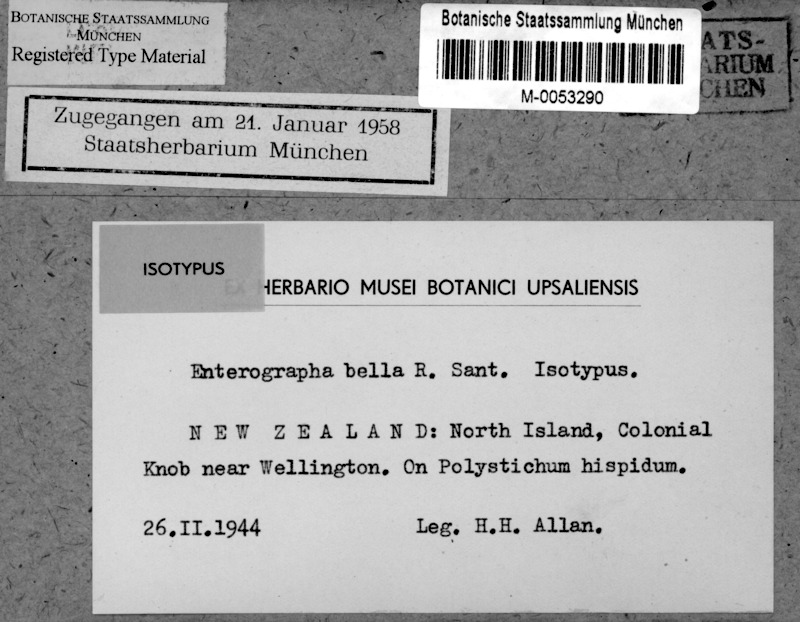 BOTANISCHE STAATSSAMMLUNG
MÜNCHEN
Registered Type Material
Botanische Staatssammlung München
M-0053290
Zugegangen am 21. Januar 1958
Staatsherbarium München
ISOTYPUS
EX HERBARIO MUSEI BOTANICI UPSALIENSIS
Enterographa bella R. Sant. Isotypus.
NEW ZEALAND: North Island, Colonial
Knob near Wellington. On Polystichum hispidum.
26.II.1944 Leg. H.H. Allan.